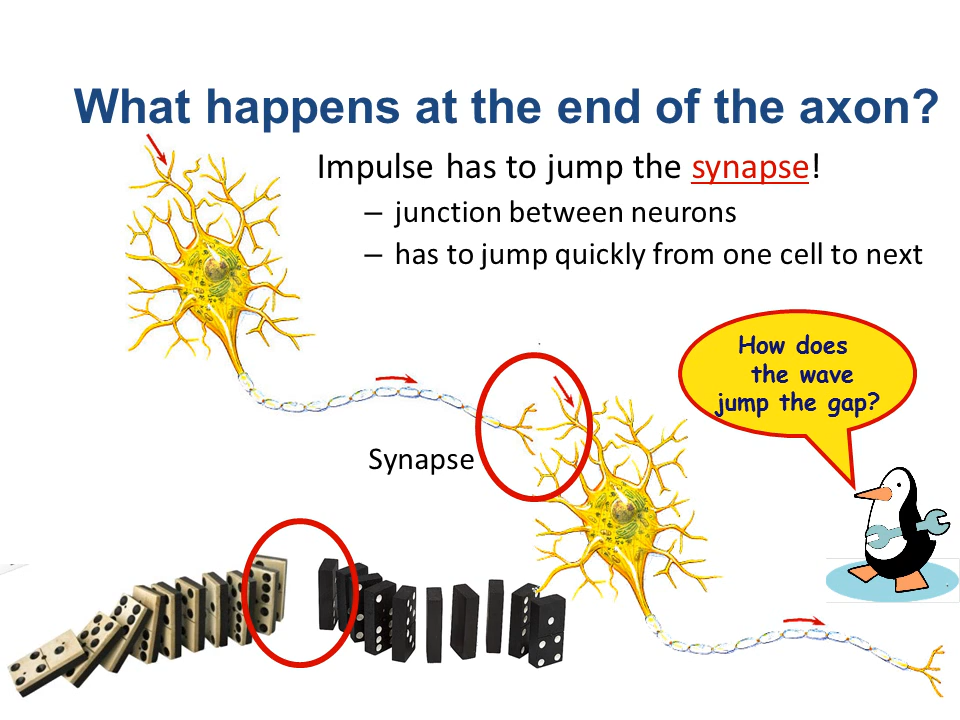 What happens at the end of the axon?
Impulse has to jump the synapse!
– junction between neurons
– has to jump quickly from one cell to next
How does
the wave
jump the gap?
Synapse